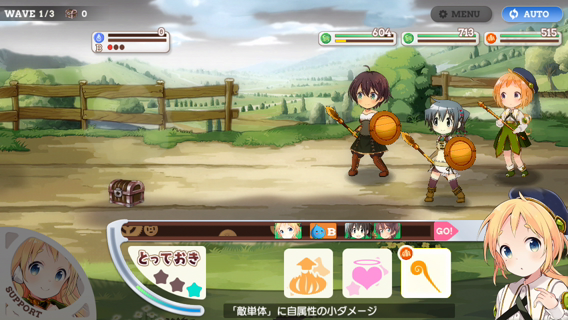 WAVE 1/3 0
MENU
AUTO
0
B
604
713
515
B
GO!
とっておき
SUPPORT
「敵単体」に自属性の小ダメージ